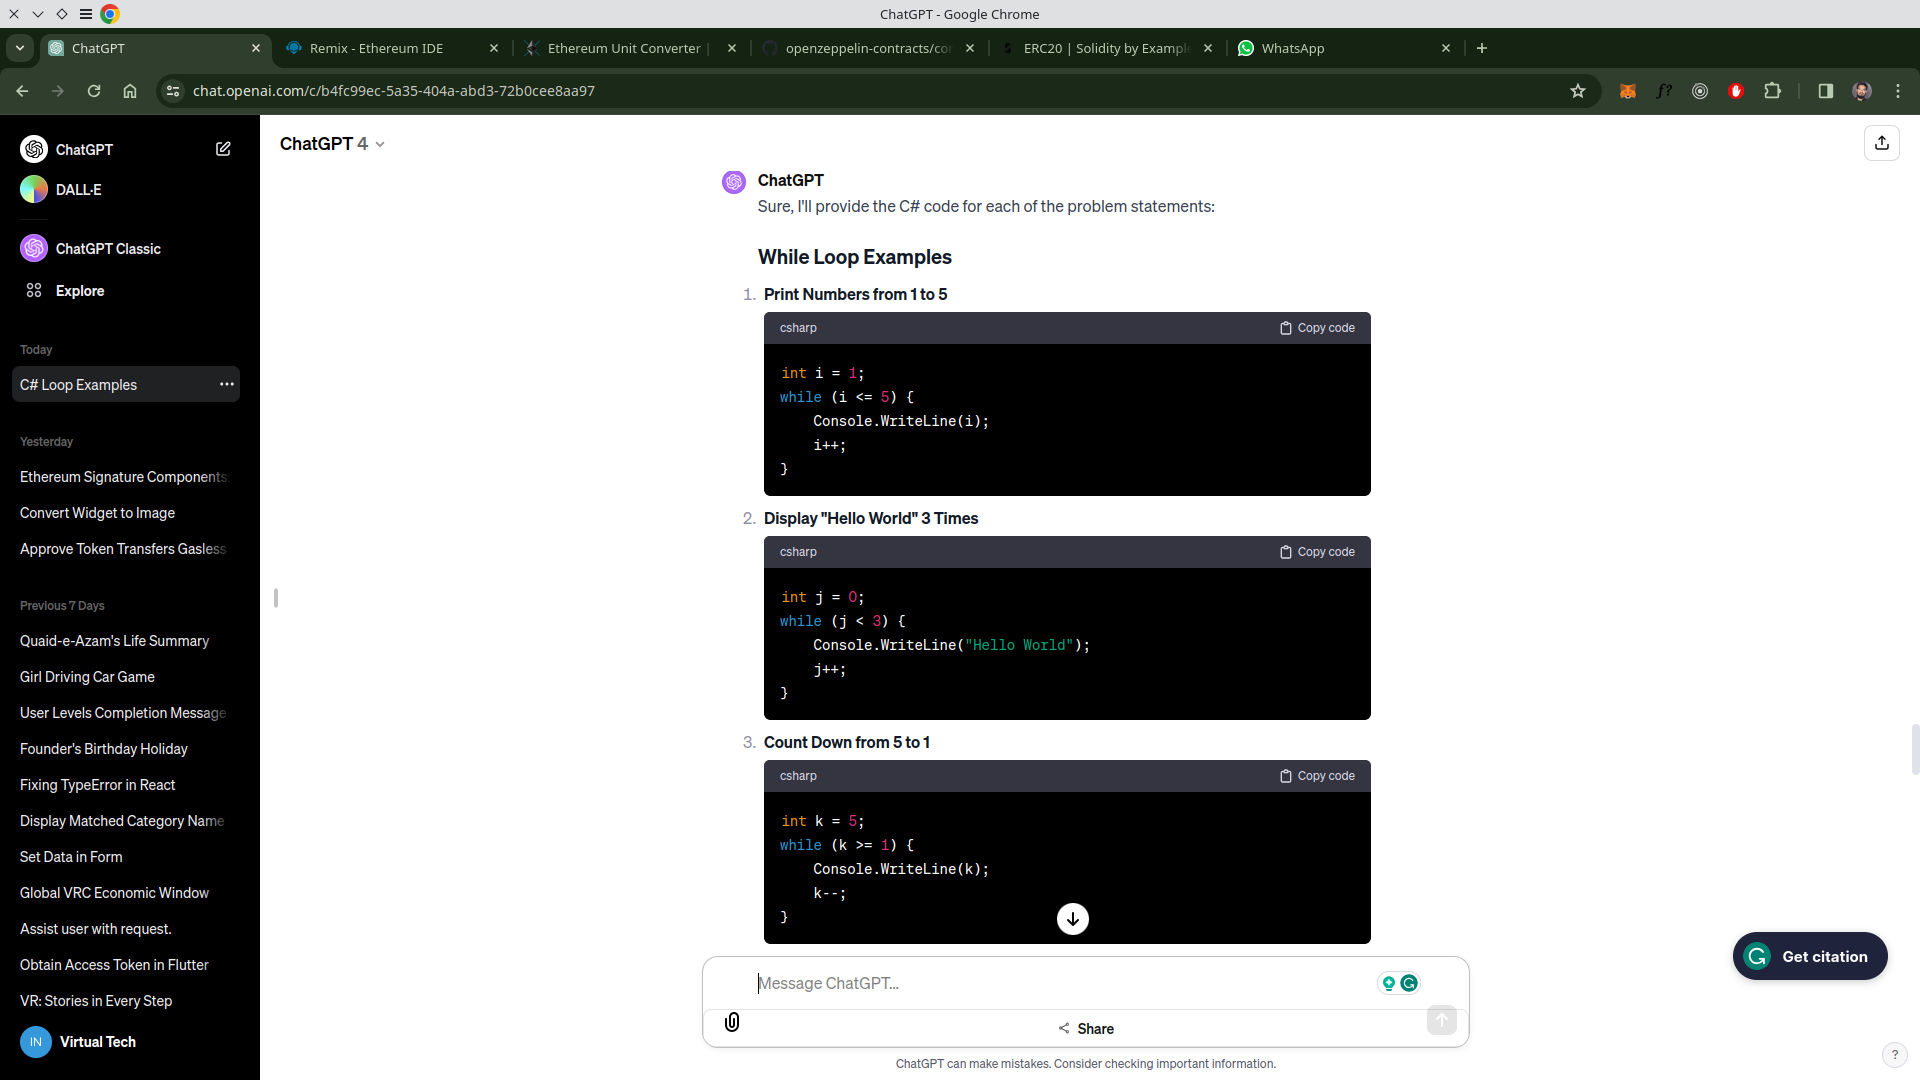 ChatGPT - Google Chrome
ChatGPT
Remix - Ethereum IDE
Ethereum Unit Converter |
openzeppelin-contracts/co
ERC20 | Solidity by Example
WhatsApp
chat.openai.com/c/b4fc99ec-5a35-404a-abd3-72b0cee8aa97
f?
ChatGPT
DALL·E
ChatGPT Classic
Explore
Today
C# Loop Examples
Yesterday
Ethereum Signature Components:
Convert Widget to Image
Approve Token Transfers Gasless
Previous 7 Days
Quaid-e-Azam's Life Summary
Girl Driving Car Game
User Levels Completion Message
Founder's Birthday Holiday
Fixing TypeError in React
Display Matched Category Name
Set Data in Form
Global VRC Economic Window
Assist user with request.
Obtain Access Token in Flutter
VR: Stories in Every Step
IN Virtual Tech
ChatGPT 4
ChatGPT
Sure, I'll provide the C# code for each of the problem statements:
While Loop Examples
1. Print Numbers from 1 to 5
csharp Copy code
int i = 1;
while (i <= 5) {
    Console.WriteLine(i);
    i++;
}
2. Display "Hello World" 3 Times
csharp Copy code
int j = 0;
while (j < 3) {
    Console.WriteLine("Hello World");
    j++;
}
3. Count Down from 5 to 1
csharp Copy code
int k = 5;
while (k >= 1) {
    Console.WriteLine(k);
    k--;
}
Get citation
Message ChatGPT...
Share
ChatGPT can make mistakes. Consider checking important information.
?